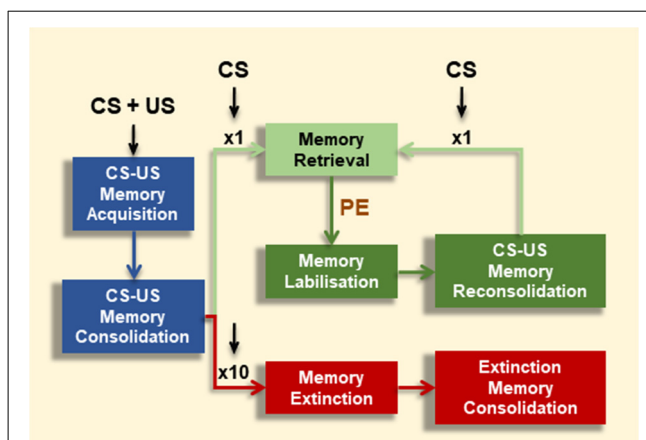 CS
CS
CS + US
x1
x1
Memory
Retrieval
CS-US
Memory
Acquisition
PE
Memory
Labilisation
CS-US
Memory
Reconsolidation
CS-US
Memory
Consolidation
x10
Memory
Extinction
Extinction
Memory
Consolidation